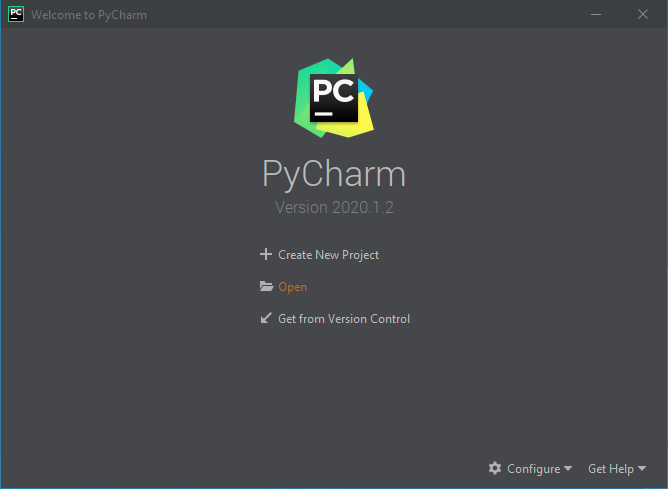 PC
Welcome to PyCharm
PC
PyCharm
Version 2020.1.2
Create New Project
Open
Get from Version Control
Configure
Get Help